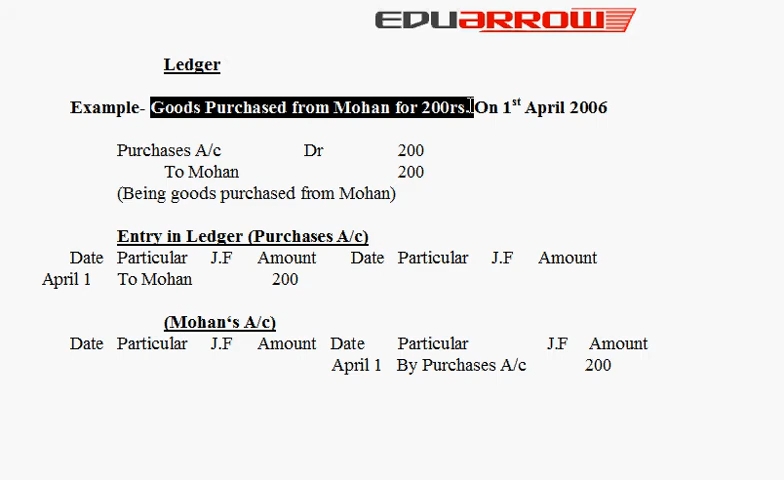 EDUARROW
Ledger
Example- Goods Purchased from Mohan for 200rs. On 1st April 2006
Purchases A/c Dr 200
To Mohan 200
(Being goods purchased from Mohan)
Entry in Ledger (Purchases A/c)
Date Particular J.F Amount Date Particular J.F Amount
April 1 To Mohan 200
(Mohan‘s A/c)
Date Particular J.F Amount Date Particular J.F Amount
April 1 By Purchases A/c 200